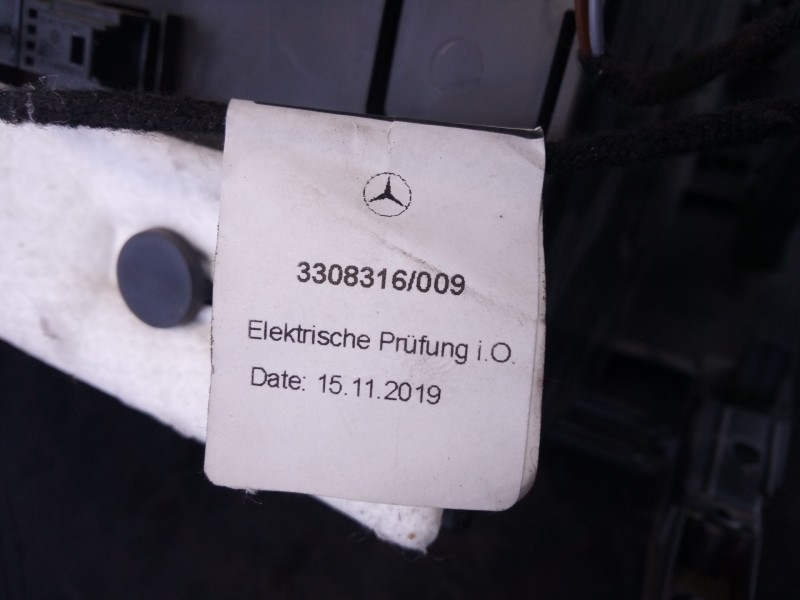 3308316/009
Elektrische Prüfung i.O.
Date: 15.11.2019